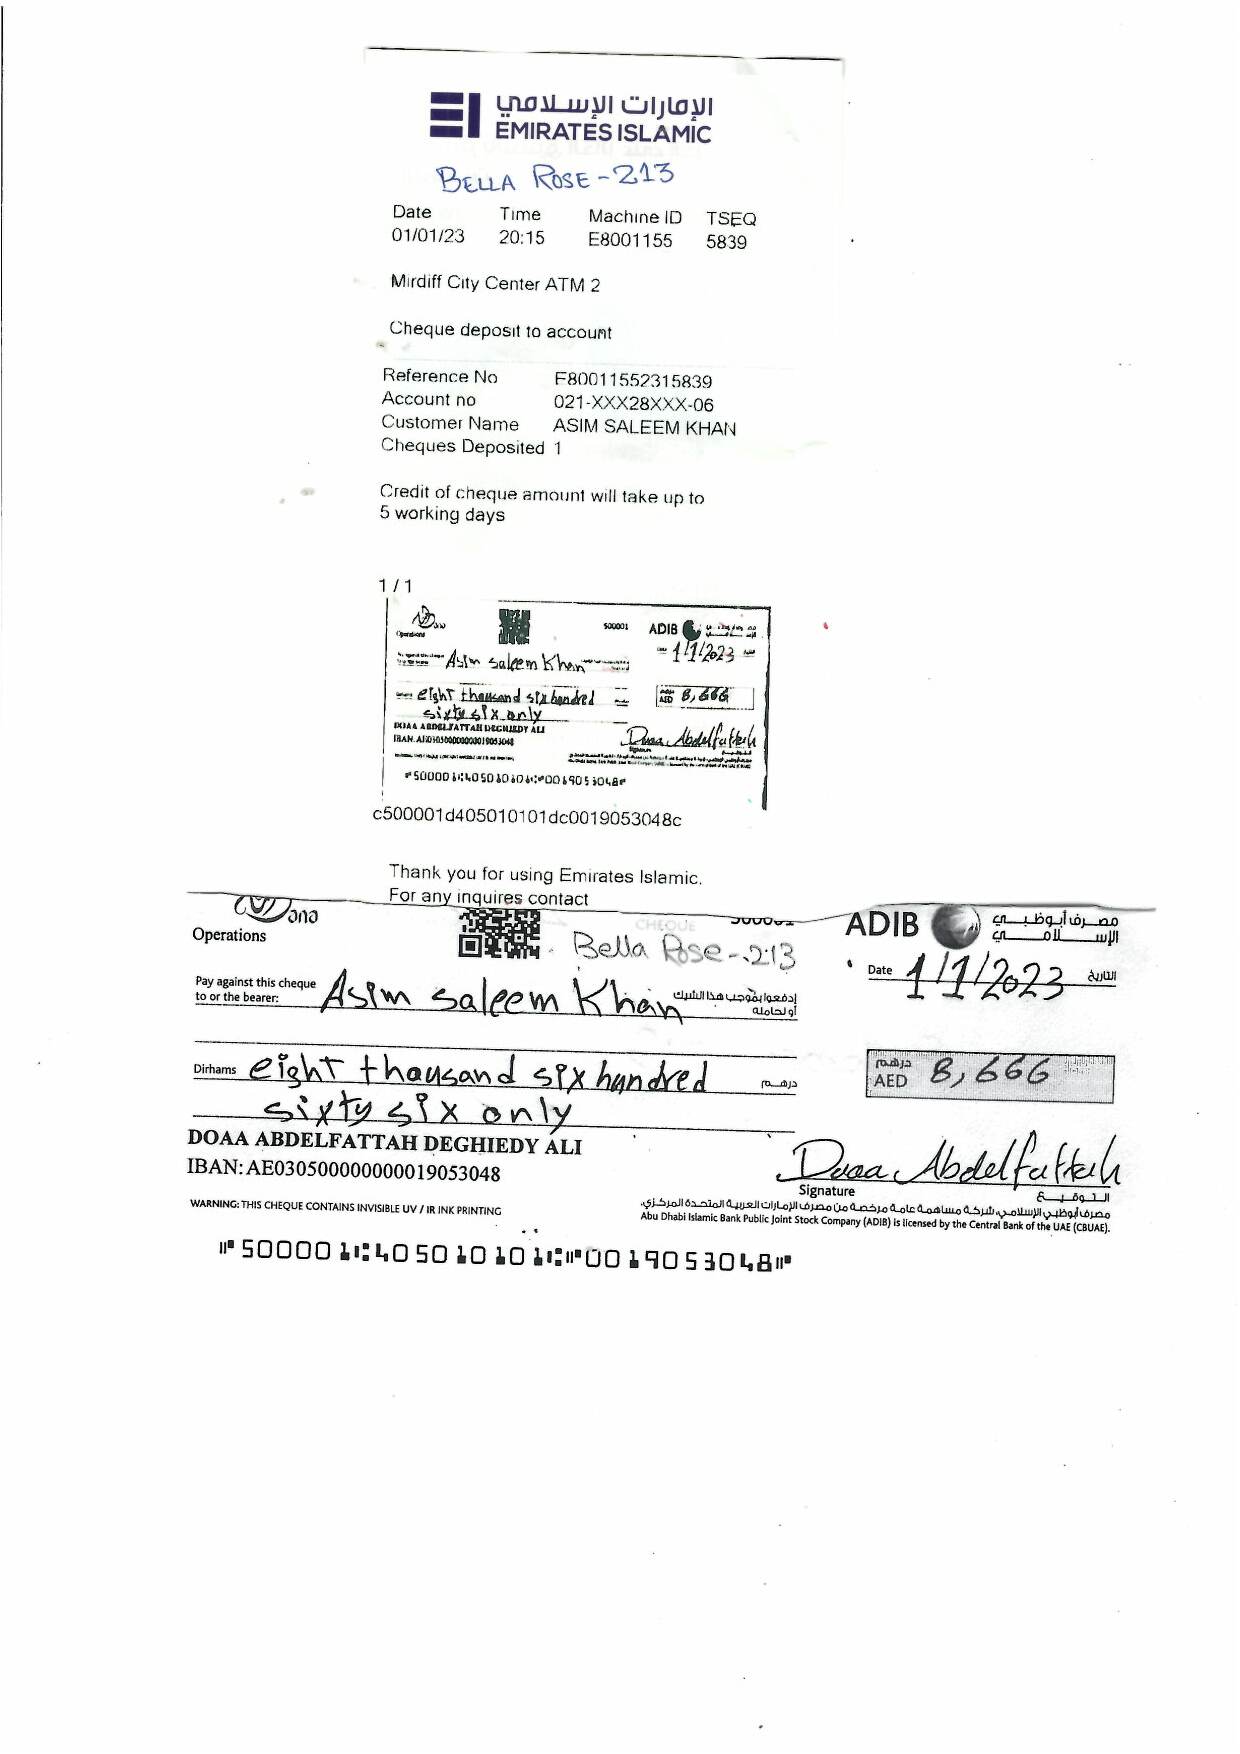 الإمارات الإسلامي
EMIRATES ISLAMIC
BELLA ROSE - 213
Date Time Machine ID TSEQ
01/01/23 20:15 E8001155 5839
Mirdiff City Center ATM 2
Cheque deposit to account
Reference No F80011552315839
Account no 021-XXX28XXX-06
Customer Name ASIM SALEEM KHAN
Cheques Deposited 1
Credit of cheque amount will take up to
5 working days
1 / 1
Operations
500001 ADIB
1/1/2023
Asim saleem Khan
eight thousand six hundred AED 8,666
sixty six only
DOAA ABDELFATTAH DEGHIEDY ALI
Doaa Abdelfattah
Signature
"500001":405010101:"0019053048"
c500001d405010101dc0019053048c
Thank you for using Emirates Islamic.
For any inquires contact
ADIB مصرف أبوظبي الإسلامي
Operations
CHEQUE
Bella Rose - 213
Date 1/1/2023 التاريخ
Pay against this cheque to or the bearer: Asim saleem Khan إدفعوا بموجب هذا الشيك أو لحامله
Dirhams eight thousand six hundred درهم
درهم AED 8,666
sixty six only
DOAA ABDELFATTAH DEGHIEDY ALI
IBAN: AE030500000000019053048
Doaa Abdelfattah
Signature التوقيع
WARNING: THIS CHEQUE CONTAINS INVISIBLE UV / IR INK PRINTING
مصرف أبوظبي الإسلامي شركة مساهمة عامة مرخصة من مصرف الإمارات العربية المتحدة المركزي.
Abu Dhabi Islamic Bank Public Joint Stock Company (ADIB) is licensed by the Central Bank of the UAE (CBUAE).
"500001":405010101:"0019053048"